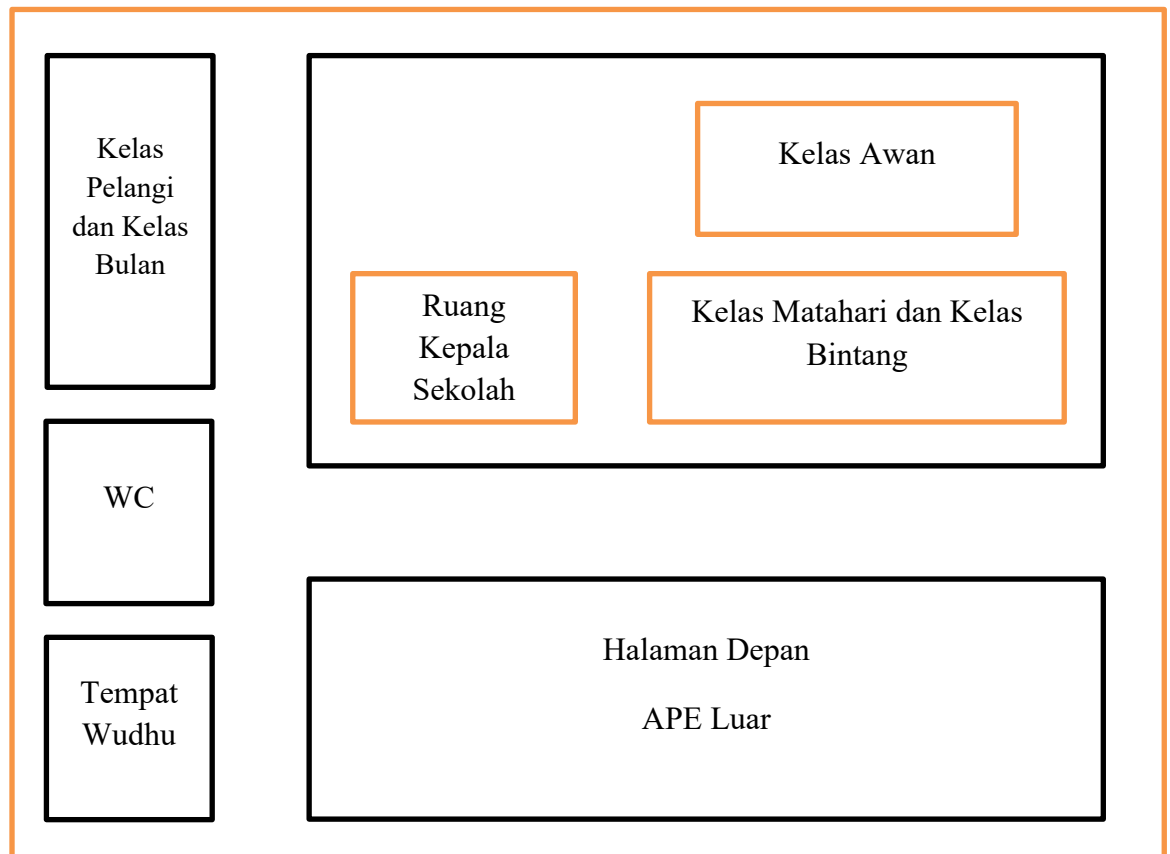 Kelas
Pelangi
dan Kelas
Bulan
Kelas Awan
Ruang
Kepala
Sekolah
Kelas Matahari dan Kelas
Bintang
WC
Tempat
Wudhu
Halaman Depan
APE Luar